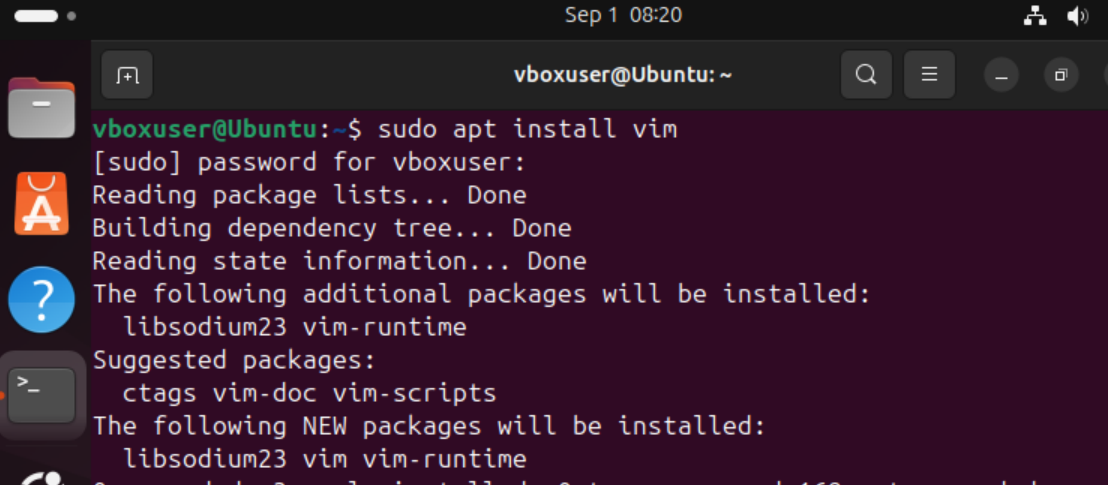 Sep 1 08:20
vboxuser@Ubuntu: ~
vboxuser@Ubuntu:~$ sudo apt install vim
[sudo] password for vboxuser:
Reading package lists... Done
Building dependency tree... Done
Reading state information... Done
The following additional packages will be installed:
  libsodium23 vim-runtime
Suggested packages:
  ctags vim-doc vim-scripts
The following NEW packages will be installed:
  libsodium23 vim vim-runtime